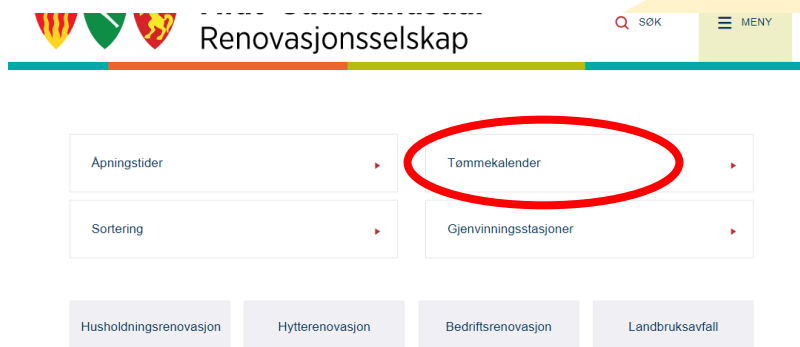 Renovasjonsselskap
SØK
MENY
Åpningstider
Tømmekalender
Sortering
Gjenvinningsstasjoner
Husholdningsrenovasjon
Hytterenovasjon
Bedriftsrenovasjon
Landbruksavfall